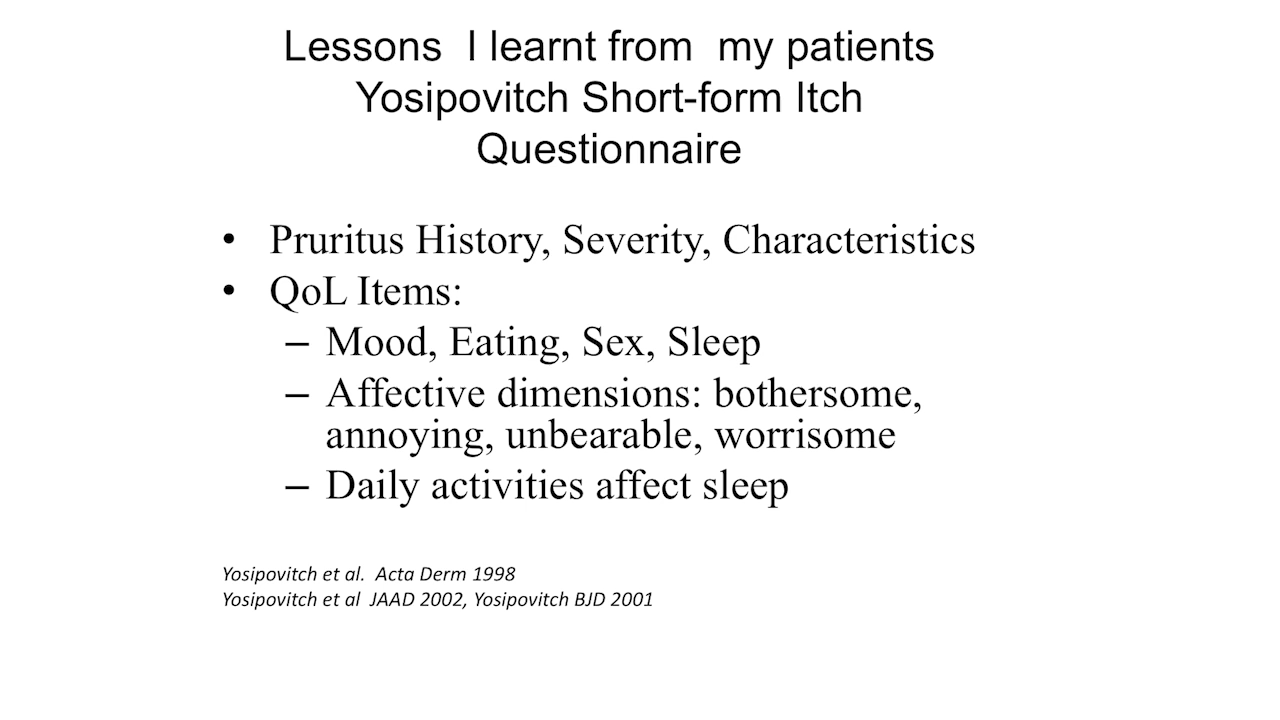 Lessons  I learnt from  my patients
Yosipovitch Short-form Itch
Questionnaire
• Pruritus History, Severity, Characteristics
• QoL Items:
– Mood, Eating, Sex, Sleep
– Affective dimensions: bothersome,
annoying, unbearable, worrisome
– Daily activities affect sleep
Yosipovitch et al.  Acta Derm 1998
Yosipovitch et al  JAAD 2002, Yosipovitch BJD 2001